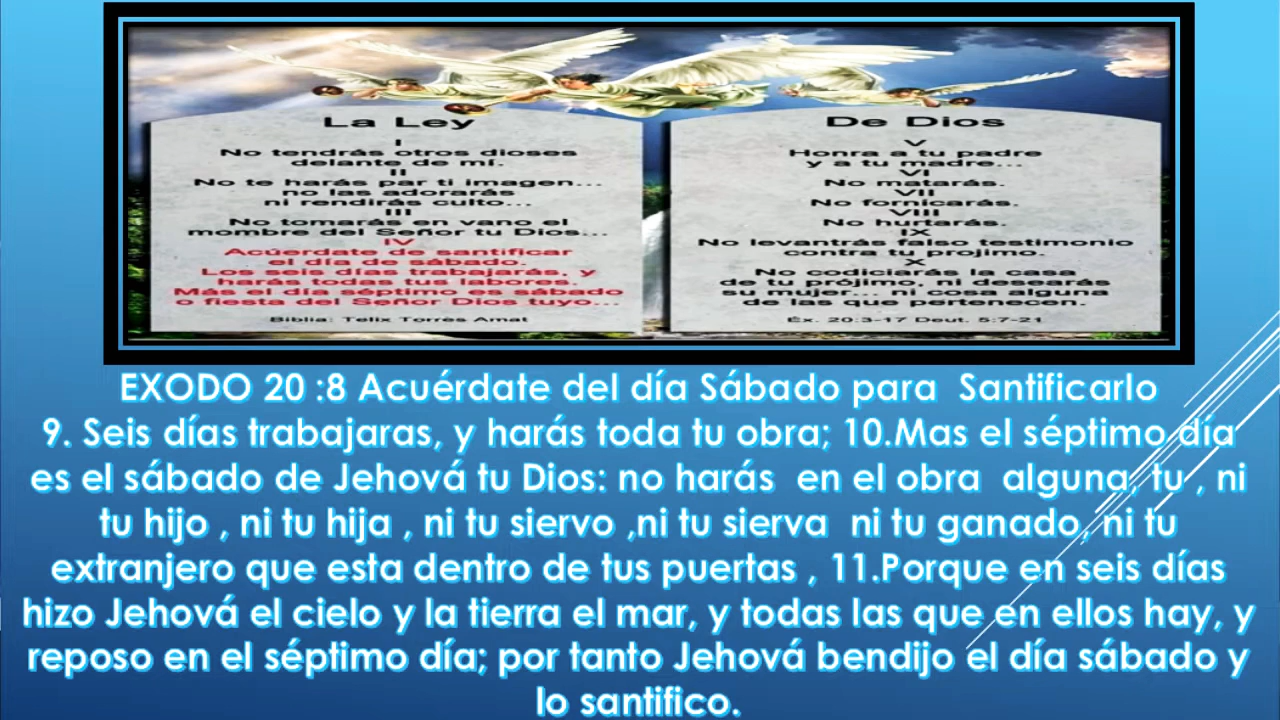 La Ley
I
No tendrás otros dioses
delante de mí.
II
No te harás par ti imagen...
no las adorarás
ni rendirás culto...
III
No tomarás en vano el
mombre del Señor tu Dios...
IV
Acúerdate de santificar
el día de sábado.
Los seis días trabajarás, y
harás todas tus labores.
Más el día séptimo es sábado
o fiesta del Señor Dios tuyo...
Biblia: Telix Torres Amat
De Dios
V
Honra a tu padre
y a tu madre...
VI
No matarás.
VII
No fornicarás.
VIII
No hurtarás.
IX
No levantrás falso testimonio
contra tu projimo.
X
No codiciarás la casa
de tu prójimo, ni desearás
su mujer... ni cosa alguna
de las que pertenecen.
Éx. 20:3-17 Deut. 5:7-21
EXODO 20 :8 Acuérdate del día Sábado para Santificarlo
9. Seis días trabajaras, y harás toda tu obra; 10.Mas el séptimo día
es el sábado de Jehová tu Dios: no harás en el obra alguna, tu , ni
tu hijo , ni tu hija , ni tu siervo ,ni tu sierva ni tu ganado, ni tu
extranjero que esta dentro de tus puertas , 11.Porque en seis días
hizo Jehová el cielo y la tierra el mar, y todas las que en ellos hay, y
reposo en el séptimo día; por tanto Jehová bendijo el día sábado y
lo santifico.